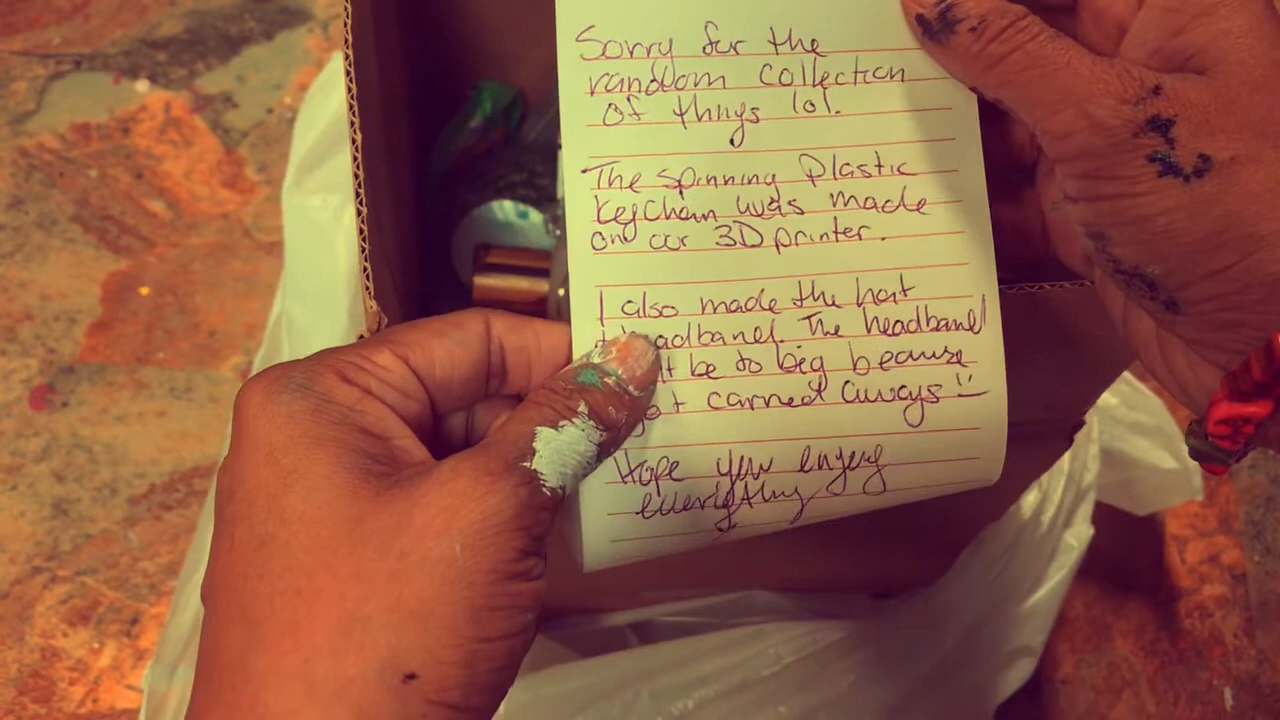 Sorry for the
random collection
of things lol.
The spinning Plastic
Keychain was made
on our 3D printer.
I also made the hat
headband. The headband
be to big because
carried aways
Hope you enjoy
everything